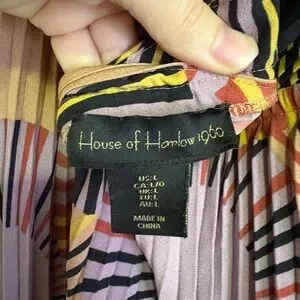 House of Harlow 1960
US:L
CA:L/G
UK:L
EU:L
AU:L
MADE IN
CHINA